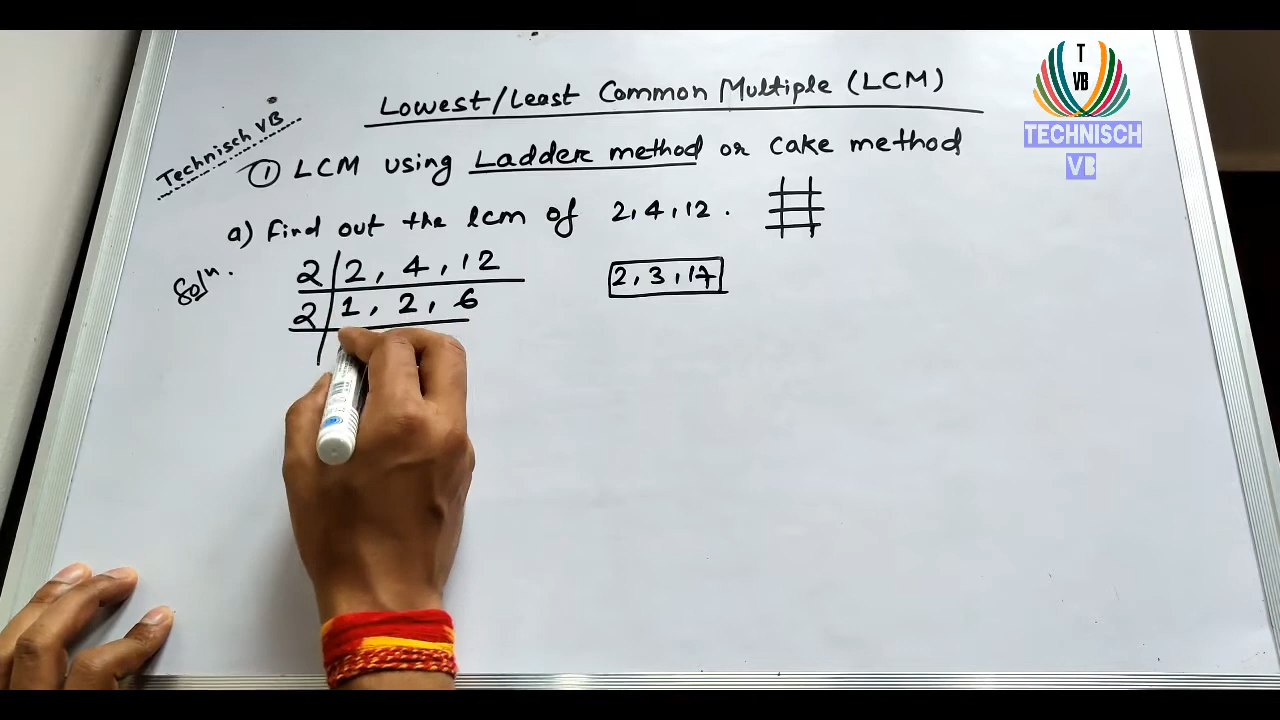 Lowest/Least Common Multiple (LCM)
Technisch VB
① LCM using Ladder method or cake method
a) Find out the lcm of 2, 4, 12.
Solⁿ.
2 | 2, 4, 12
2 | 1, 2, 6
2, 3, 17
T
VB
TECHNISCH
VB